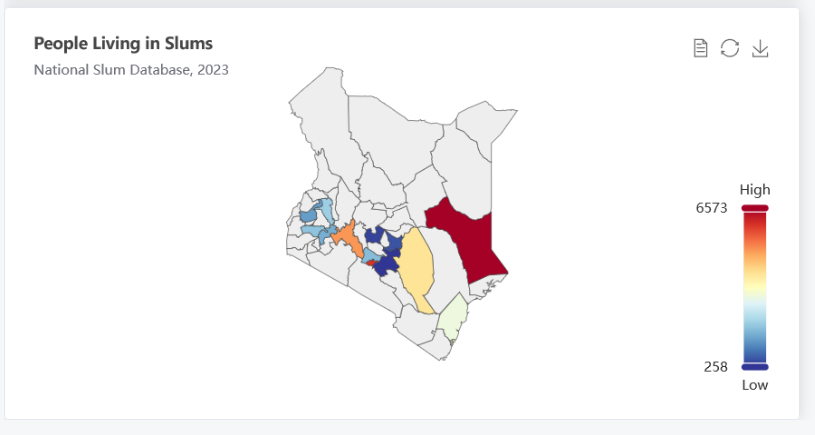 People Living in Slums
National Slum Database, 2023
High
6573
258
Low